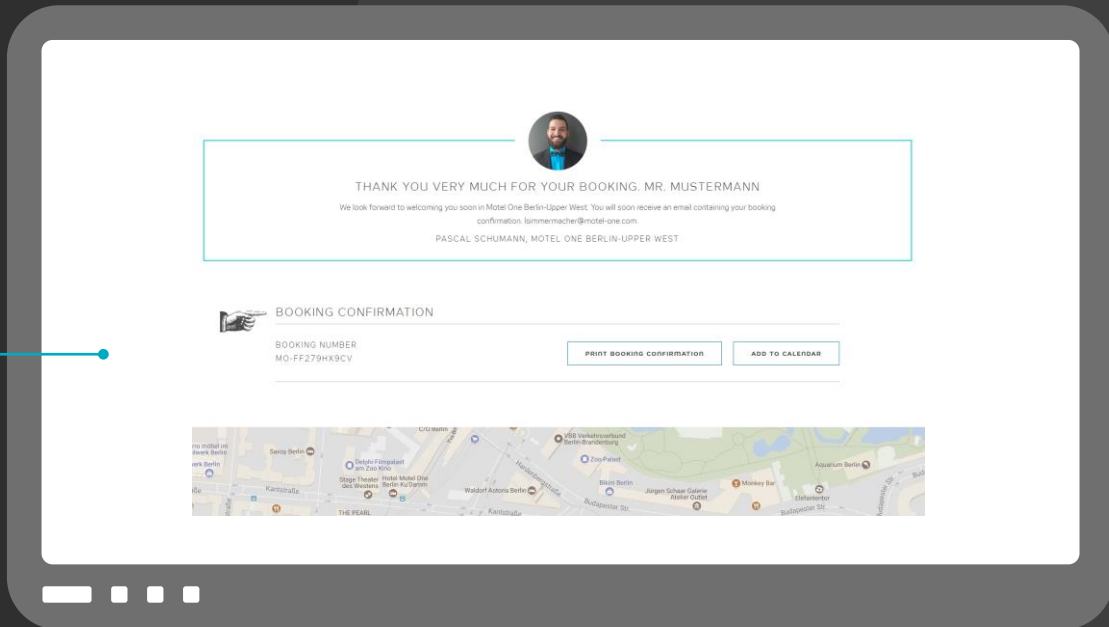 THANK YOU VERY MUCH FOR YOUR BOOKING, MR. MUSTERMANN
We look forward to welcoming you soon in Motel One Berlin-Upper West. You will soon receive an email containing your booking
confirmation. lsimmermacher@motel-one.com
PASCAL SCHUMANN, MOTEL ONE BERLIN-UPPER WEST
BOOKING CONFIRMATION
BOOKING NUMBER
MO-FF279HX9CV
PRINT BOOKING CONFIRMATION
ADD TO CALENDAR
C/O Berlin
VBB Verkehrsverbund
Berlin-Brandenburg
Savoy Berlin
Delphi Filmpalast
am Zoo Kino
Zoo Palast
Aquarium Berlin
Stage Theater
des Westens
Hotel Motel One
Berlin-Ku'Damm
Hardenbergstraße
Waldorf Astoria Berlin
Bikini Berlin
Jürgen Schaar Galerie
Atelier Outlet
Monkey Bar
Elefantentor
Kantstraße
Kantstraße
THE PEARL
Budapester Str.
Budapester Str.